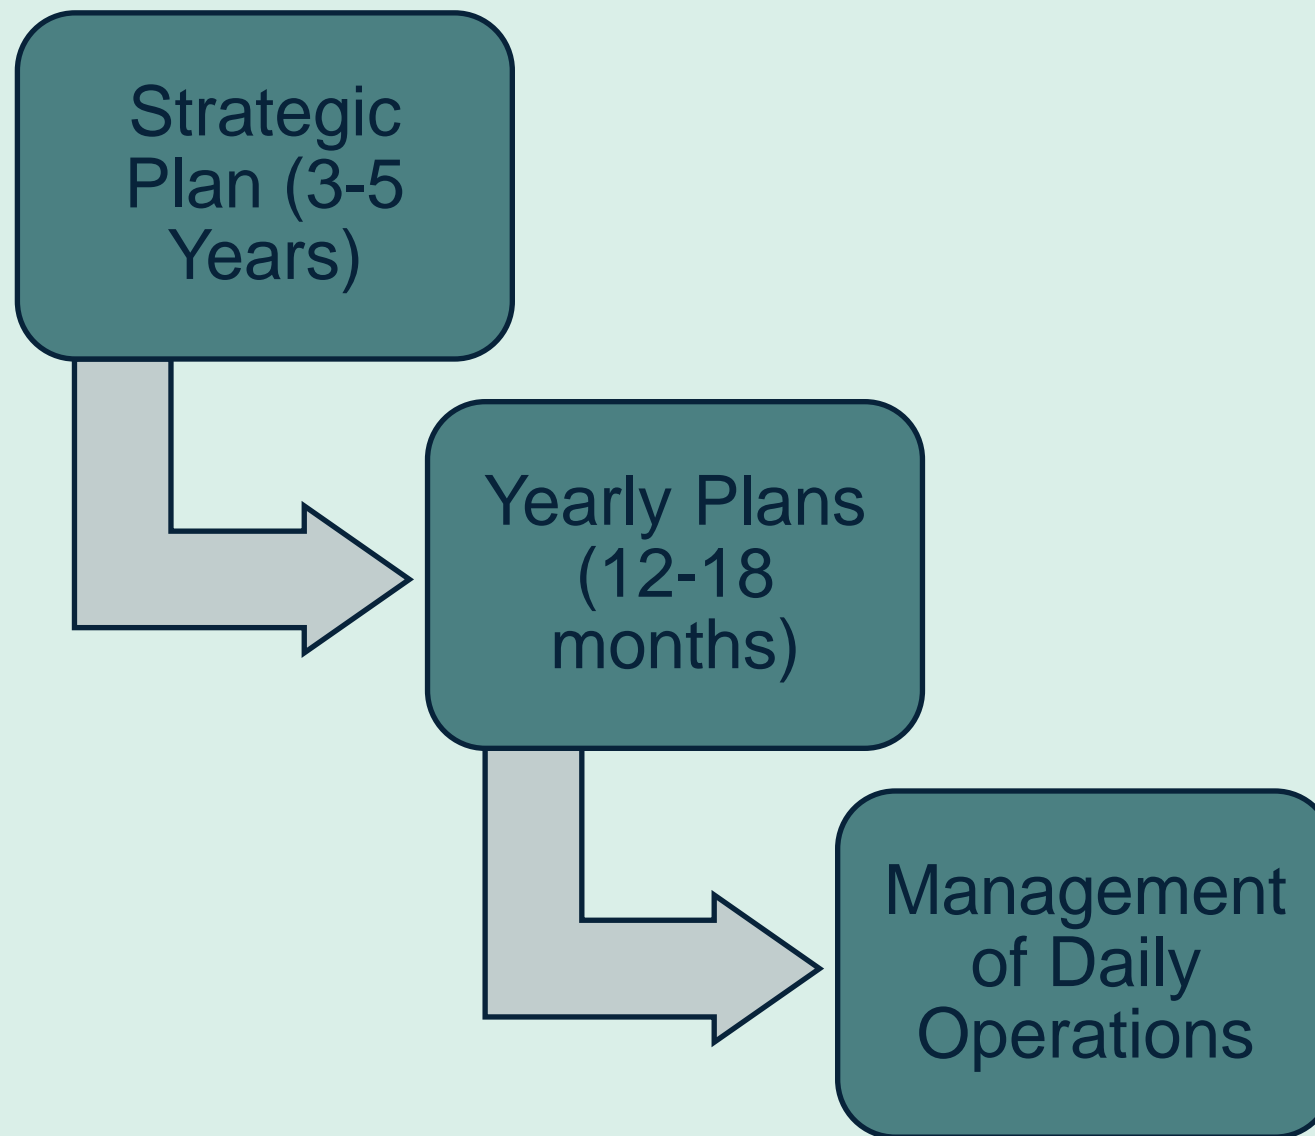 Strategic
Plan (3-5
Years)
Yearly Plans
(12-18
months)
Management
of Daily
Operations